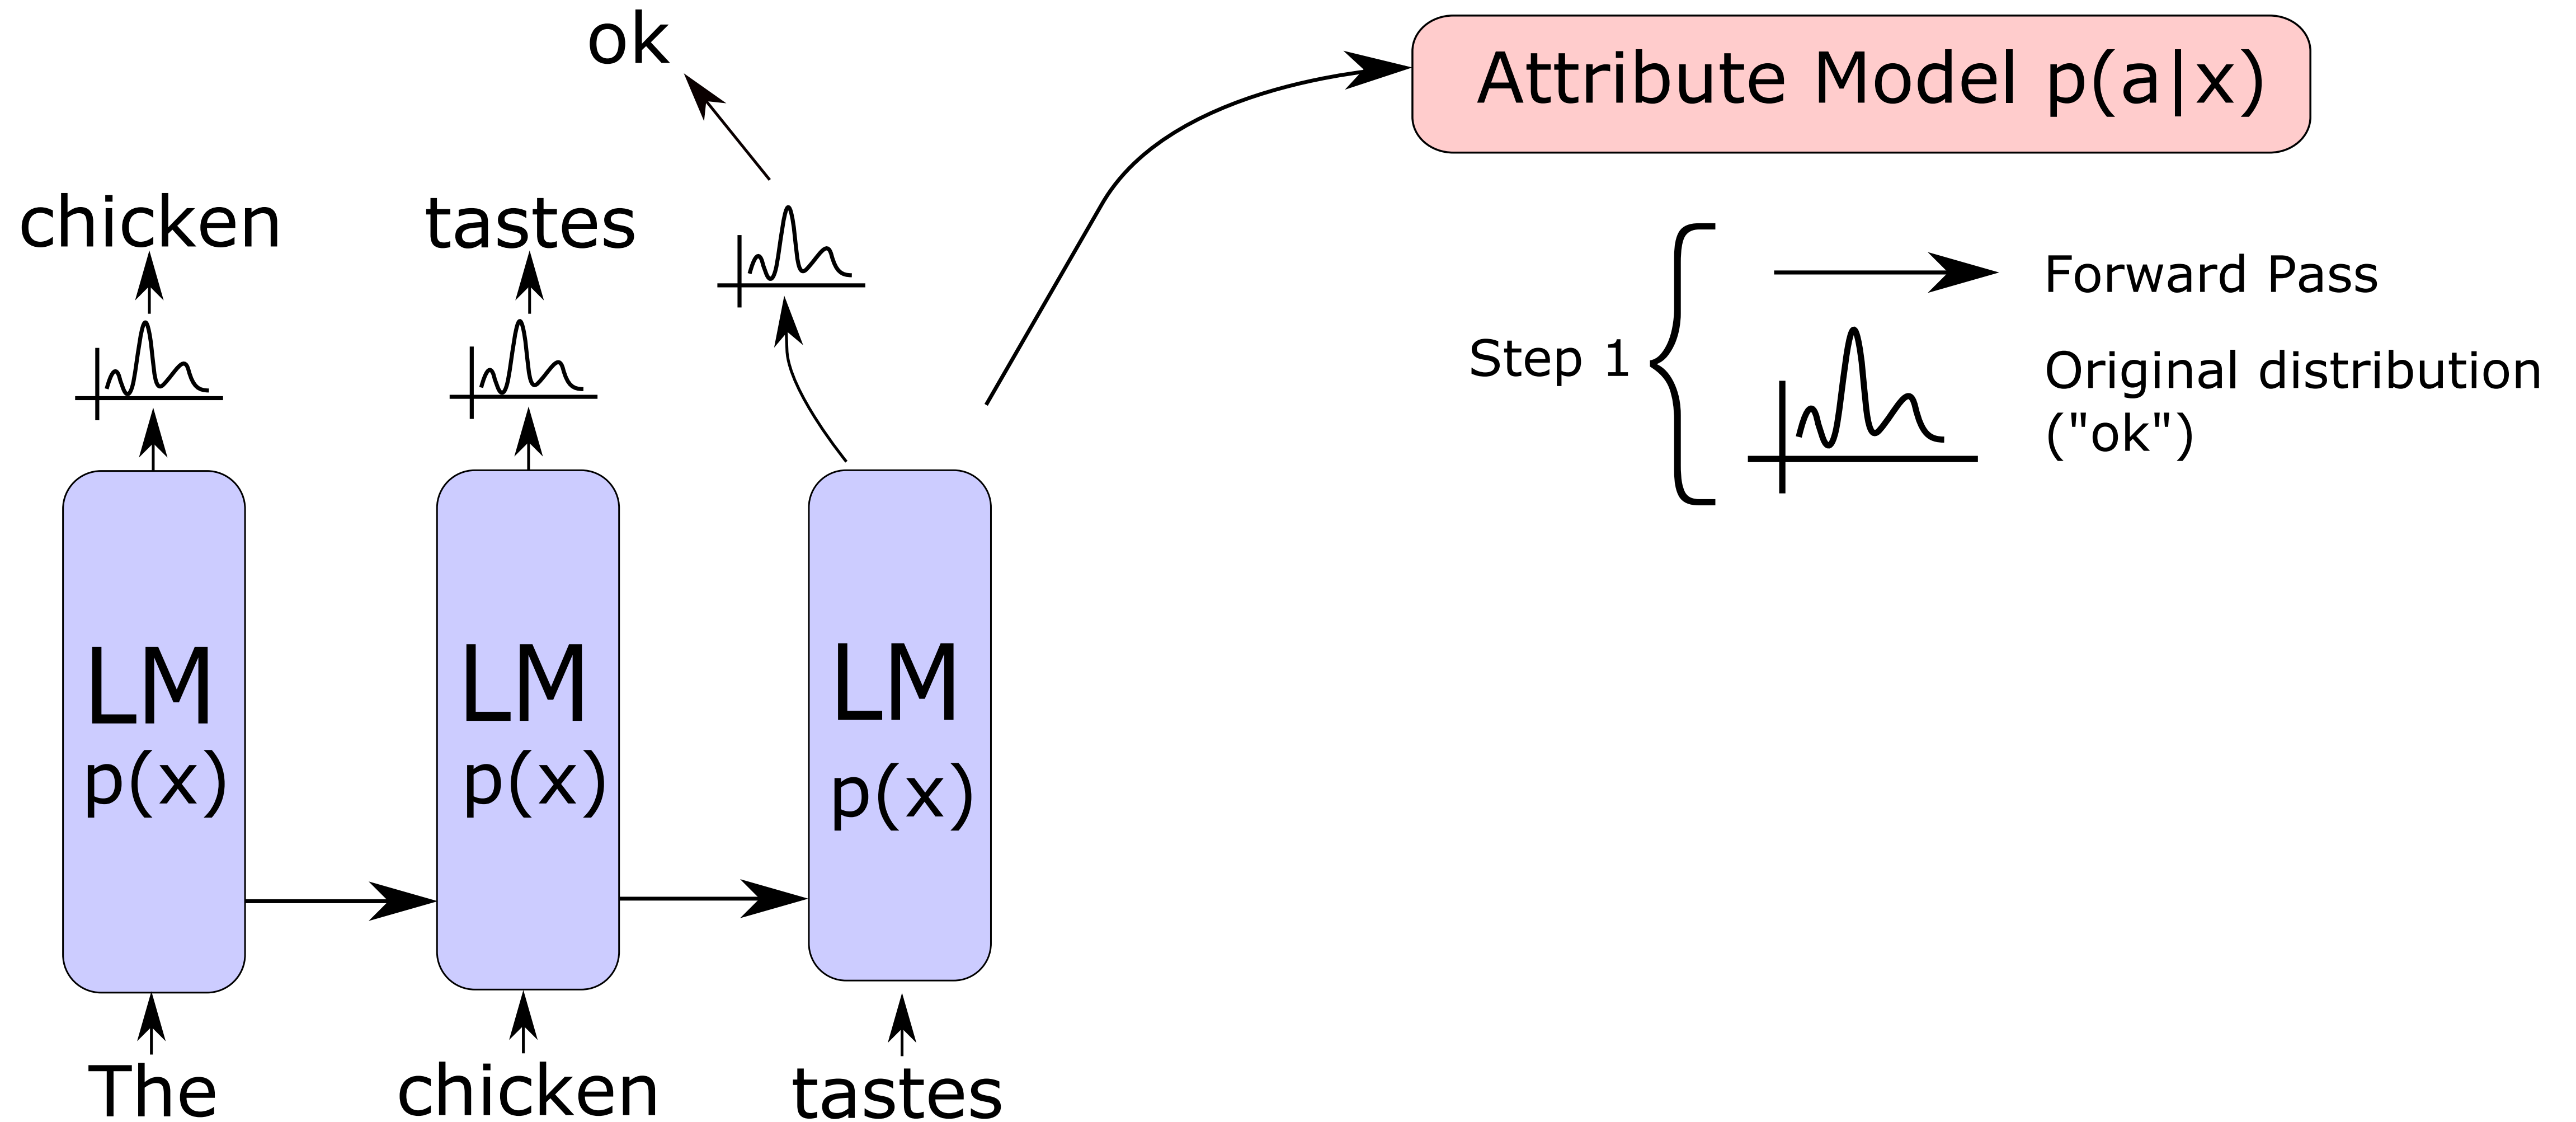 ok
Attribute Model p(a|x)
chicken
tastes
Step 1
Forward Pass
Original distribution
("ok")
LM
p(x)
LM
p(x)
LM
p(x)
The
chicken
tastes